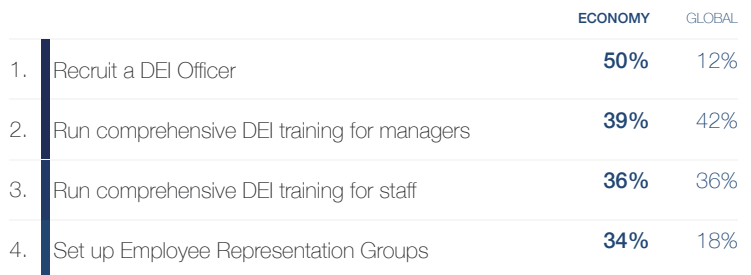 ECONOMY GLOBAL
1. Recruit a DEI Officer 50% 12%
2. Run comprehensive DEI training for managers 39% 42%
3. Run comprehensive DEI training for staff 36% 36%
4. Set up Employee Representation Groups 34% 18%